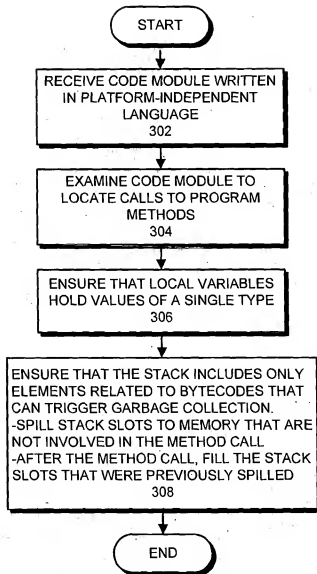 START
RECEIVE CODE MODULE WRITTEN
IN PLATFORM-INDEPENDENT
LANGUAGE
302
EXAMINE CODE MODULE TO
LOCATE CALLS TO PROGRAM
METHODS
304
ENSURE THAT LOCAL VARIABLES
HOLD VALUES OF A SINGLE TYPE
306
ENSURE THAT THE STACK INCLUDES ONLY
ELEMENTS RELATED TO BYTECODES THAT
CAN TRIGGER GARBAGE COLLECTION.
-SPILL STACK SLOTS TO MEMORY THAT ARE
NOT INVOLVED IN THE METHOD CALL
-AFTER THE METHOD CALL, FILL THE STACK
SLOTS THAT WERE PREVIOUSLY SPILLED
308
END